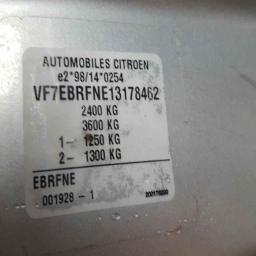 AUTOMOBILES CITROEN
e2*98/14*0254
VF7EBRFNE13178462
2400 KG
3600 KG
1- 1250 KG
2- 1300 KG
EBRFNE
001928 - 1